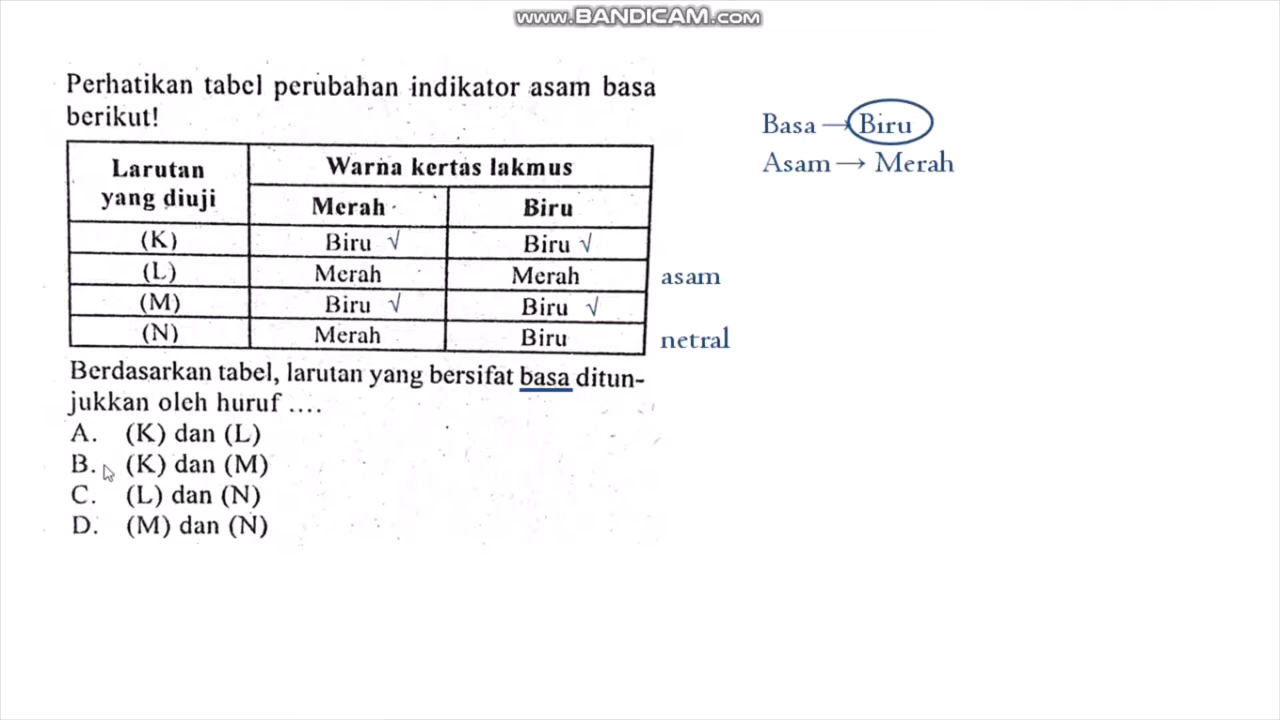 www.BANDICAM.com
Perhatikan tabel perubahan indikator asam basa
berikut!
Larutan yang diuji Warna kertas lakmus
Merah Biru
(K) Biru √ Biru √
(L) Merah Merah asam
(M) Biru √ Biru √
(N) Merah Biru netral
Berdasarkan tabel, larutan yang bersifat basa ditun-
jukkan oleh huruf ....
A. (K) dan (L)
B. (K) dan (M)
C. (L) dan (N)
D. (M) dan (N)
Basa → Biru
Asam → Merah